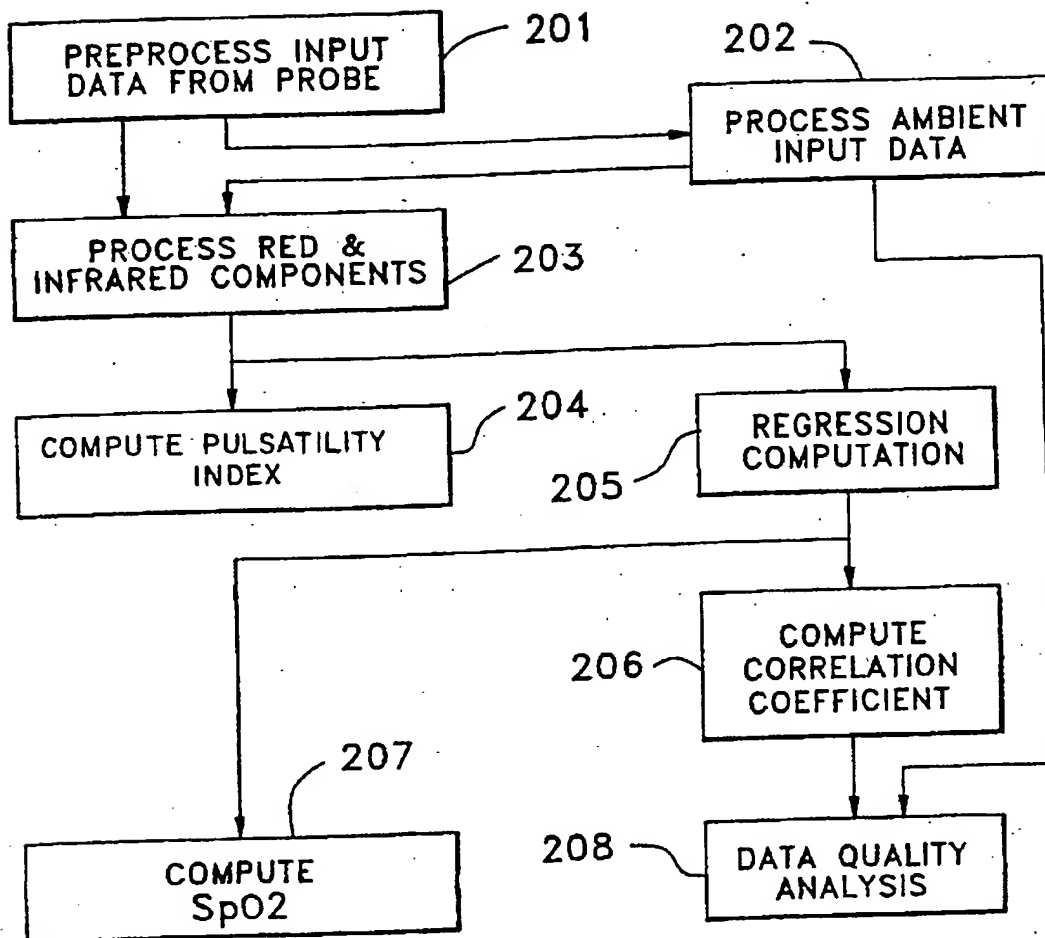 PREPROCESS INPUT
DATA FROM PROBE
201
202
PROCESS AMBIENT
INPUT DATA
PROCESS RED &
INFRARED COMPONENTS
203
COMPUTE PULSATILITY
INDEX
204
205
REGRESSION
COMPUTATION
206
COMPUTE
CORRELATION
COEFFICIENT
207
COMPUTE
SpO2
208
DATA QUALITY
ANALYSIS